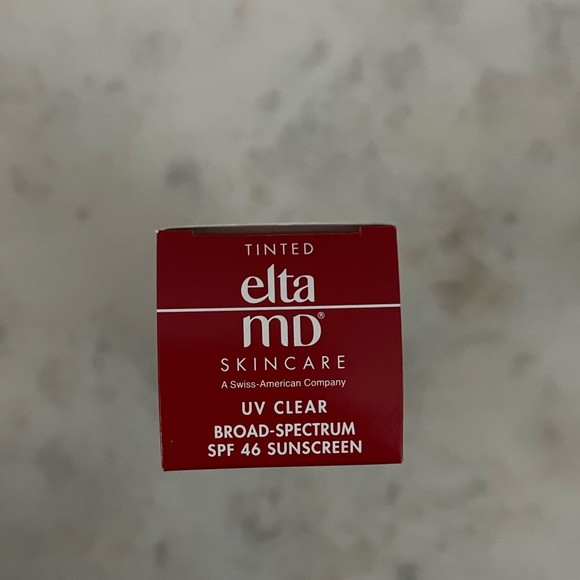 TINTED
elta
MD®
SKINCARE
A Swiss-American Company
UV CLEAR
BROAD-SPECTRUM
SPF 46 SUNSCREEN